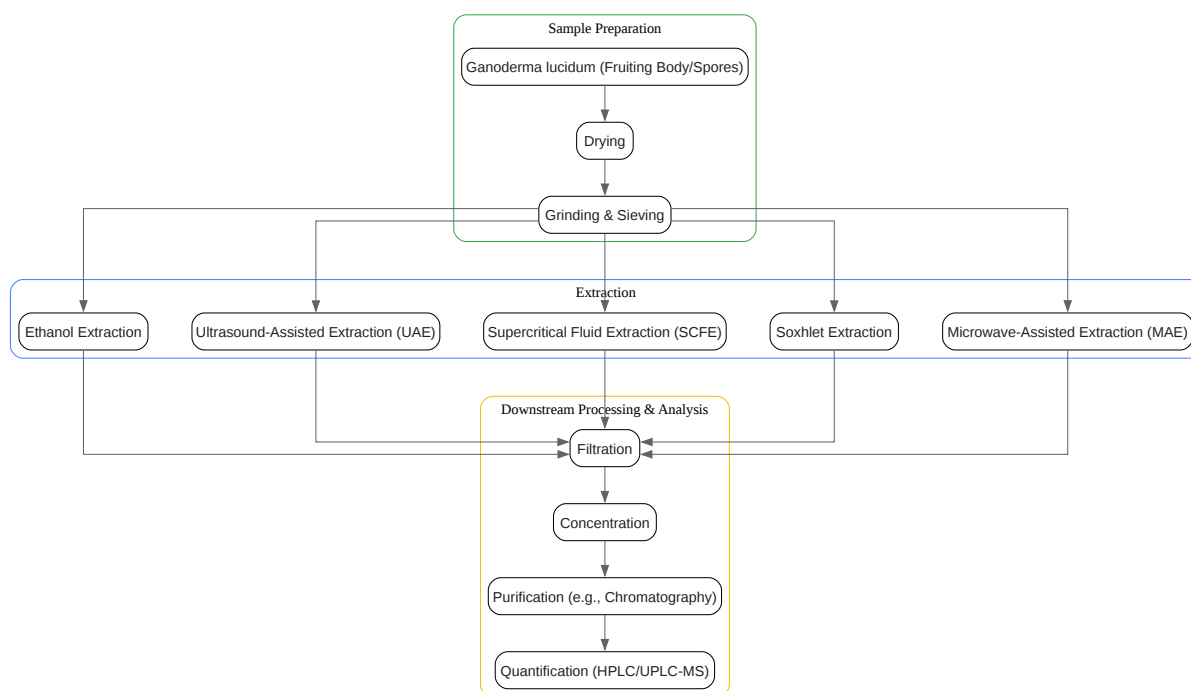 Sample Preparation
Ganoderma lucidum (Fruiting Body/Spores)
Drying
Grinding & Sieving
Extraction
Ethanol Extraction
Ultrasound-Assisted Extraction (UAE)
Supercritical Fluid Extraction (SCFE)
Soxhlet Extraction
Microwave-Assisted Extraction (MAE)
Downstream Processing & Analysis
Filtration
Concentration
Purification (e.g., Chromatography)
Quantification (HPLC/UPLC-MS)